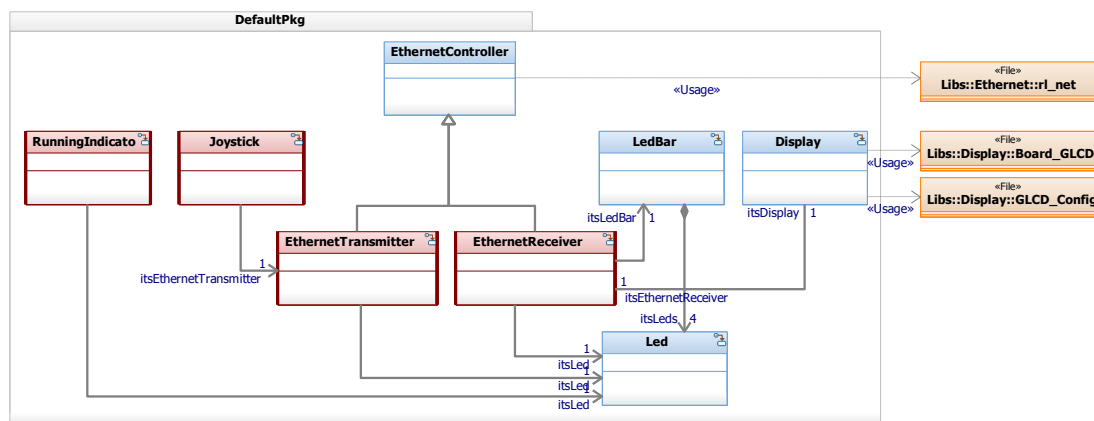 DefaultPkg
EthernetController
«File»
Libs::Ethernet::rl_net
«Usage»
RunningIndicato
Joystick
LedBar
Display
«File»
Libs::Display::Board_GLCD
«Usage»
«File»
Libs::Display::GLCD_Config
«Usage»
itsLedBar
1
itsDisplay
1
EthernetTransmitter
EthernetReceiver
1
itsEthernetTransmitter
1
itsEthernetReceiver
itsLeds
4
Led
1
itsLed
1
itsLed
1
itsLed